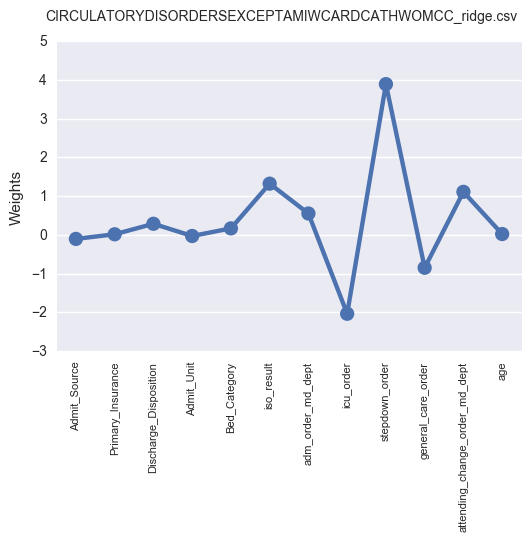 CIRCULATORYDISORDERSEXCEPTAMIWCARDCATHWOMCC_ridge.csv
5
4
3
2
1
0
−1
−2
−3
Weights
Admit_Source
Primary_Insurance
Discharge_Disposition
Admit_Unit
Bed_Category
iso_result
adm_order_md_dept
icu_order
stepdown_order
general_care_order
attending_change_order_md_dept
age